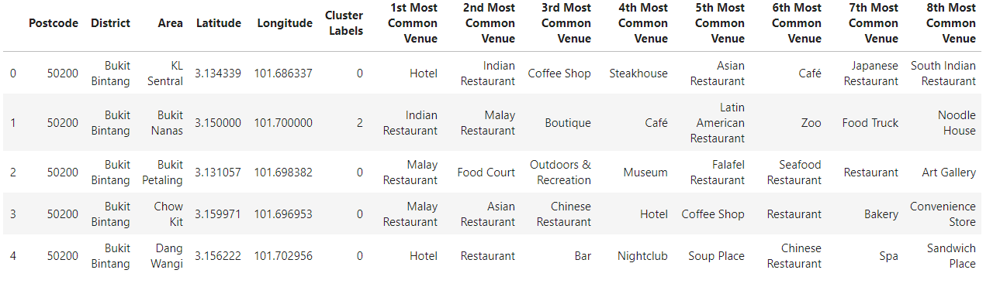 Postcode District Area Latitude Longitude Cluster Labels 1st Most Common Venue 2nd Most Common Venue 3rd Most Common Venue 4th Most Common Venue 5th Most Common Venue 6th Most Common Venue 7th Most Common Venue 8th Most Common Venue
0 50200 Bukit Bintang KL Sentral 3.134339 101.686337 0 Hotel Indian Restaurant Coffee Shop Steakhouse Asian Restaurant Café Japanese Restaurant South Indian Restaurant
1 50200 Bukit Bintang Bukit Nanas 3.150000 101.700000 2 Indian Restaurant Malay Restaurant Boutique Café Latin American Restaurant Zoo Food Truck Noodle House
2 50200 Bukit Bintang Bukit Petaling 3.131057 101.698382 0 Malay Restaurant Food Court Outdoors & Recreation Museum Falafel Restaurant Seafood Restaurant Restaurant Art Gallery
3 50200 Bukit Bintang Chow Kit 3.159971 101.696953 0 Malay Restaurant Asian Restaurant Chinese Restaurant Hotel Coffee Shop Restaurant Bakery Convenience Store
4 50200 Bukit Bintang Dang Wangi 3.156222 101.702956 0 Hotel Restaurant Bar Nightclub Soup Place Chinese Restaurant Spa Sandwich Place